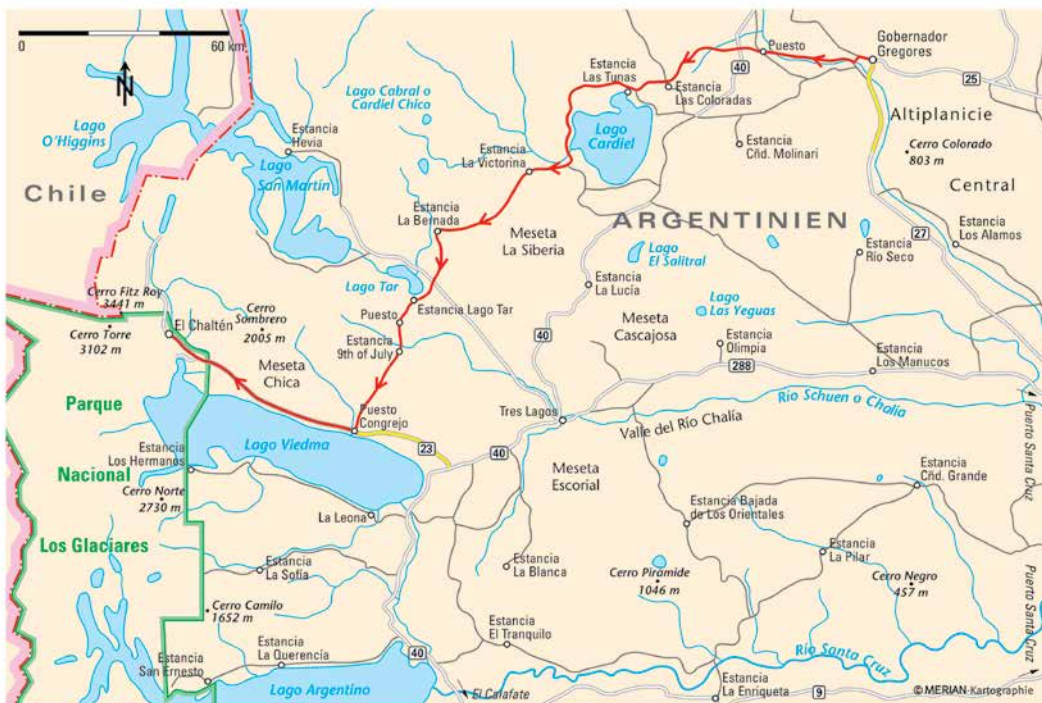 0 60 km
N
Lago
O'Higgins
Chile
Estancia
Hevia
Lago
San Martín
Lago Cabral o
Cardiel Chico
Estancia
Las Tunas
Estancia
Las Coloradas
40
Puesto
Gobernador
Gregores
25
Lago
Cardiel
Altiplanicie
Cerro Colorado
803 m
Central
Estancia
Cñd. Molinari
Estancia
La Victorina
Estancia
La Bernada
Meseta
La Siberia
ARGENTINIEN
27
Estancia
Los Alamos
Lago
El Salitral
Estancia
Río Seco
Estancia
La Lucía
Lago Tar
Estancia Lago Tar
Lago
Las Yeguas
Meseta
Cascajosa
Cerro Fitz Roy
3441 m
Cerro Torre
3102 m
El Chaltén
Cerro
Sombrero
2005 m
Puesto
Estancia
9th of July
40
Estancia
Olimpia
288
Estancia
Los Manucos
Meseta
Chica
Parque
Puesto
Congrejo
Tres Lagos
Río Schuen o Chalía
Valle del Río Chalía
Puerto Santa Cruz
Lago Viedma
23
40
Estancia
Los Hermanos
Nacional
Cerro Norte
2730 m
Meseta
Escorial
Estancia
Cñd. Grande
La Leona
Estancia Bajada
de Los Orientales
Los Glaciares
Estancia
La Sofía
Estancia
La Blanca
Estancia
La Pilar
Cerro Pirámide
1046 m
Cerro Negro
457 m
Puerto Santa Cruz
Cerro Camilo
1652 m
Estancia
El Tranquilo
Estancia
La Querencia
40
Estancia
San Ernesto
Río Santa Cruz
Lago Argentino
El Calafate
Estancia
La Enriqueta
9
© MERIAN-Kartographie